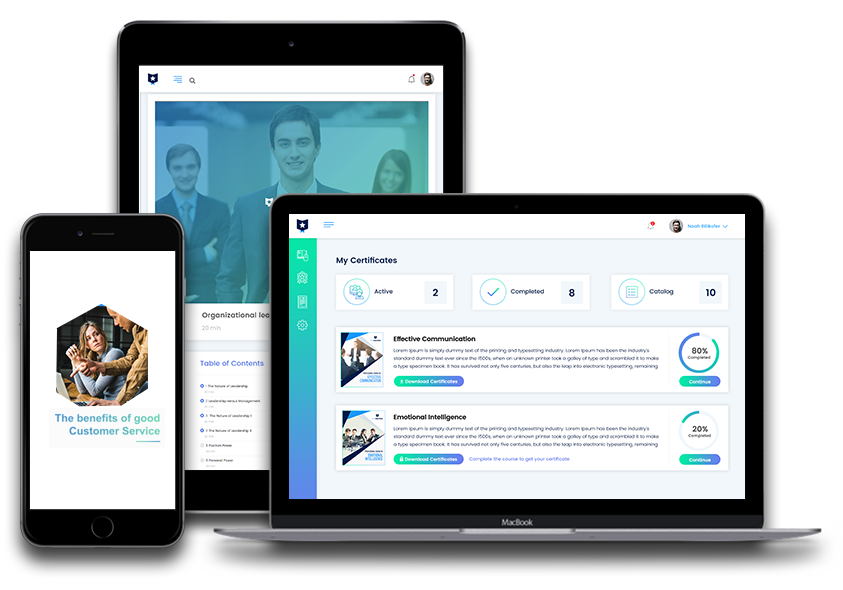 Organizational lea
20 min
Table of Contents
1 The Nature of Leadership
2 Leadership Versus Management
3 The Nature of Leadership II
4 The Nature of Leadership III
5 Positive Power
6 Personal Power
The benefits of good
Customer Service
Noah Billikofer
My Certificates
Active
2
Completed
8
Catalog
10
Effective Communication
Lorem Ipsum is simply dummy text of the printing and typesetting industry. Lorem Ipsum has been the industry's
standard dummy text ever since the 1500s, when an unknown printer took a galley of type and scrambled it to make
a type specimen book. It has survived not only five centuries, but also the leap into electronic typesetting, remaining
Download Certificates
80%
Completed
Continue
EFFECTIVE
COMMUNICATION
Emotional Intelligence
Lorem Ipsum is simply dummy text of the printing and typesetting industry. Lorem Ipsum has been the industry's
standard dummy text ever since the 1500s, when an unknown printer took a galley of type and scrambled it to make
a type specimen book. It has survived not only five centuries, but also the leap into electronic typesetting, remaining
Download Certificates
Complete the course to get your certificate
20%
Completed
Continue
EMOTIONAL
INTELLIGENCE
MacBook